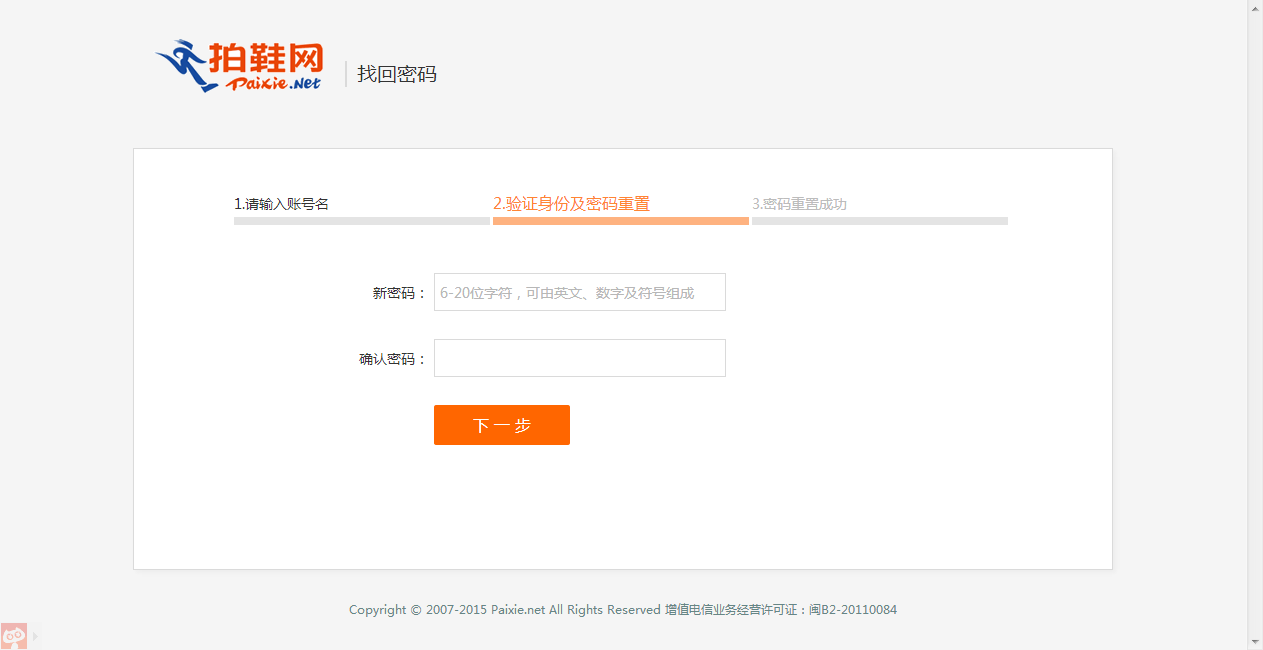 拍鞋网
Paixie.Net
找回密码
1.请输入账号名
2.验证身份及密码重置
3.密码重置成功
新密码：
6-20位字符，可由英文、数字及符号组成
确认密码：
下一步
Copyright © 2007-2015 Paixie.net All Rights Reserved 增值电信业务经营许可证：闽B2-20110084